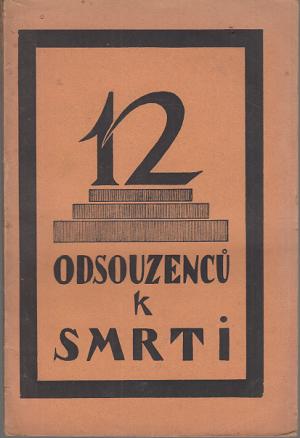 12
ODSOUZENCŮ
K
SMRTI